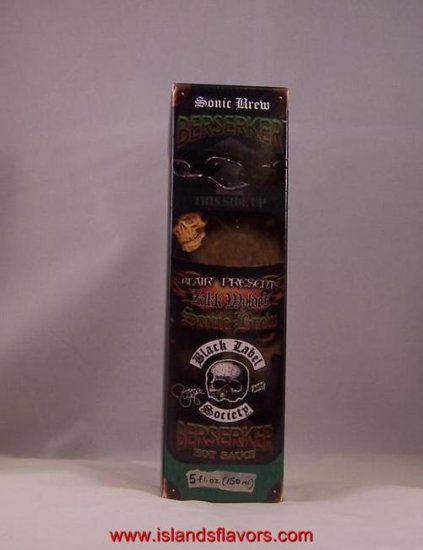 Sonic Brew
BERSERKER
THIS SIDE UP
BLAIR PRESENTS
Zakk Wylde's
Sonic Brew
Black Label
Society
BERSERKER
HOT SAUCE
5 fl. oz. (150 ml)
www.islandsflavors.com